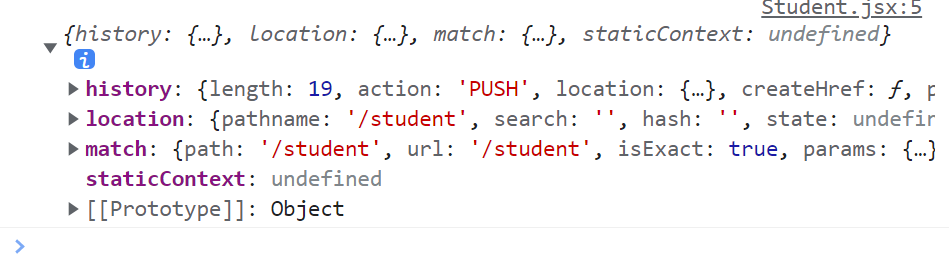 Student.jsx:5
▼ {history: {…}, location: {…}, match: {…}, staticContext: undefined}
i
▶ history: {length: 19, action: 'PUSH', location: {…}, createHref: ƒ, p
▶ location: {pathname: '/student', search: '', hash: '', state: undefin
▶ match: {path: '/student', url: '/student', isExact: true, params: {…}
staticContext: undefined
▶ [[Prototype]]: Object
>